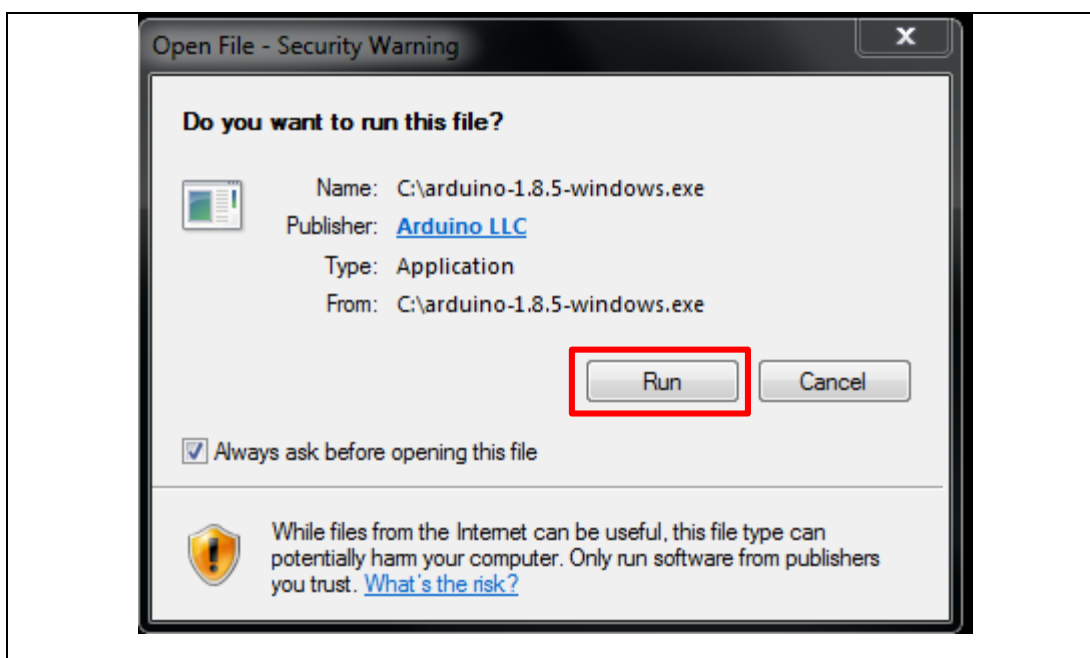 Open File - Security Warning
Do you want to run this file?
Name: C:\arduino-1.8.5-windows.exe
Publisher: Arduino LLC
Type: Application
From: C:\arduino-1.8.5-windows.exe
Run Cancel
Always ask before opening this file
While files from the Internet can be useful, this file type can
potentially harm your computer. Only run software from publishers
you trust. What's the risk?